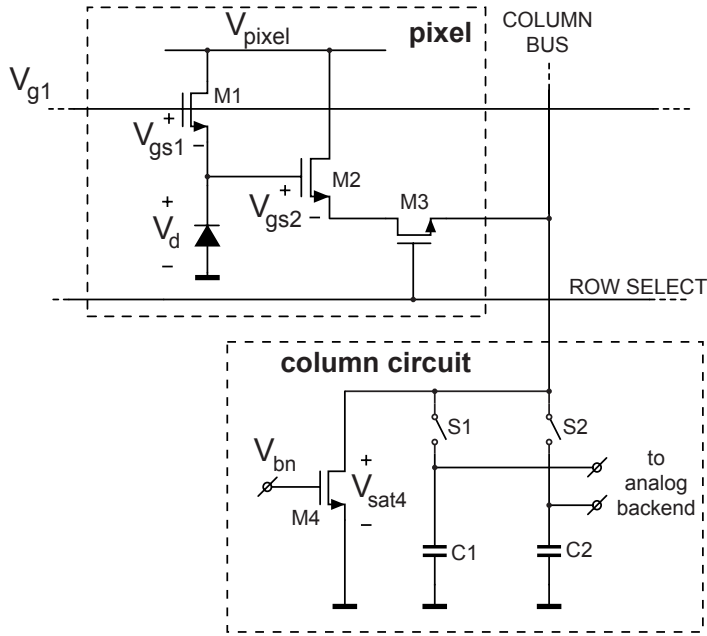 COLUMN
BUS
V_pixel
pixel
V_g1
M1
+
V_gs1
–
M2
+
V_gs2
–
M3
+
V_d
–
ROW SELECT
column circuit
S1
S2
V_bn
+
V_sat4
–
M4
to
analog
backend
C1
C2